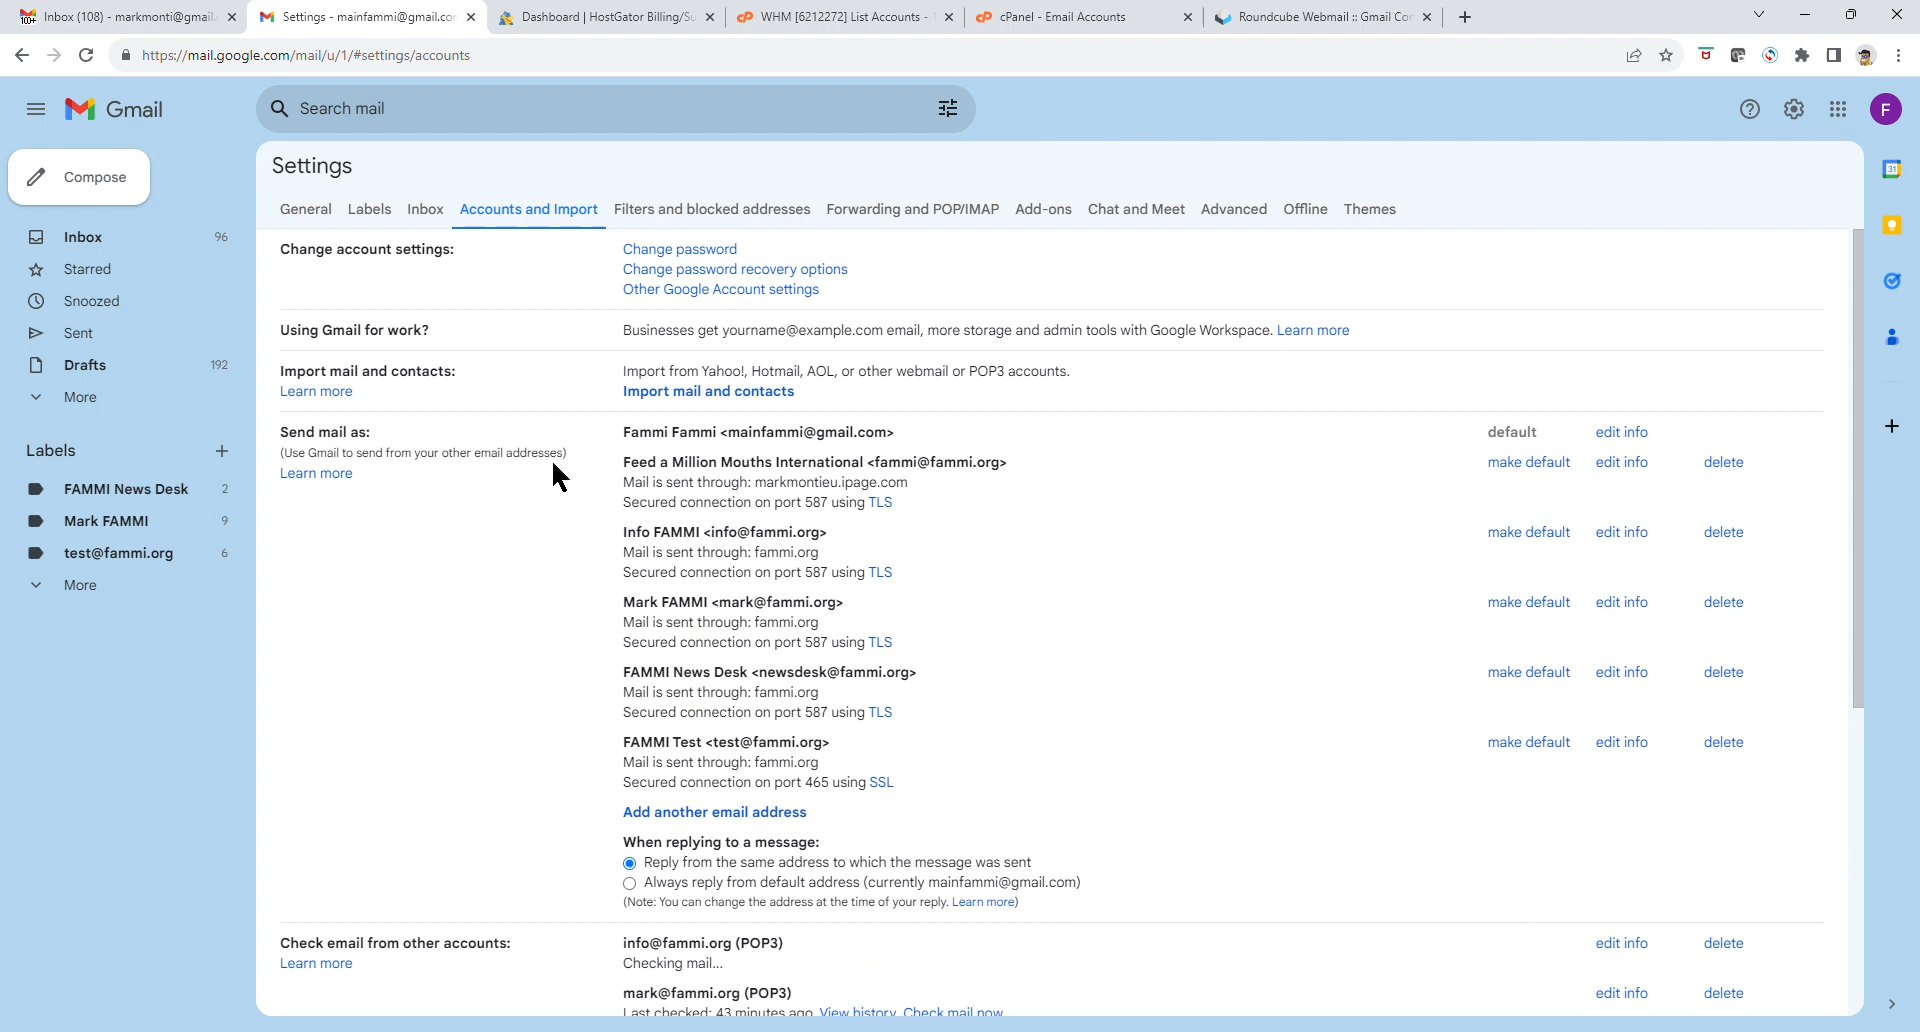 Inbox (108) - markmonti@gmail.
Settings - mainfammi@gmail.con
Dashboard | HostGator Billing/Su
WHM [6212272] List Accounts - 1
cPanel - Email Accounts
Roundcube Webmail :: Gmail Cor
https://mail.google.com/mail/u/1/#settings/accounts
Gmail
Search mail
F
Compose
Inbox 96
Starred
Snoozed
Sent
Drafts 192
More
Labels
FAMMI News Desk 2
Mark FAMMI 9
test@fammi.org 6
More
Settings
General Labels Inbox Accounts and Import Filters and blocked addresses Forwarding and POP/IMAP Add-ons Chat and Meet Advanced Offline Themes
Change account settings: Change password
Change password recovery options
Other Google Account settings
Using Gmail for work? Businesses get yourname@example.com email, more storage and admin tools with Google Workspace. Learn more
Import mail and contacts: Import from Yahoo!, Hotmail, AOL, or other webmail or POP3 accounts.
Learn more Import mail and contacts
Send mail as: Fammi Fammi <mainfammi@gmail.com> default edit info
(Use Gmail to send from your other email addresses)
Learn more
Feed a Million Mouths International <fammi@fammi.org> make default edit info delete
Mail is sent through: markmontieu.ipage.com
Secured connection on port 587 using TLS
Info FAMMI <info@fammi.org> make default edit info delete
Mail is sent through: fammi.org
Secured connection on port 587 using TLS
Mark FAMMI <mark@fammi.org> make default edit info delete
Mail is sent through: fammi.org
Secured connection on port 587 using TLS
FAMMI News Desk <newsdesk@fammi.org> make default edit info delete
Mail is sent through: fammi.org
Secured connection on port 587 using TLS
FAMMI Test <test@fammi.org> make default edit info delete
Mail is sent through: fammi.org
Secured connection on port 465 using SSL
Add another email address
When replying to a message:
Reply from the same address to which the message was sent
Always reply from default address (currently mainfammi@gmail.com)
(Note: You can change the address at the time of your reply. Learn more)
Check email from other accounts: info@fammi.org (POP3) edit info delete
Learn more Checking mail...
mark@fammi.org (POP3) edit info delete
Last checked: 43 minutes ago. View history Check mail now